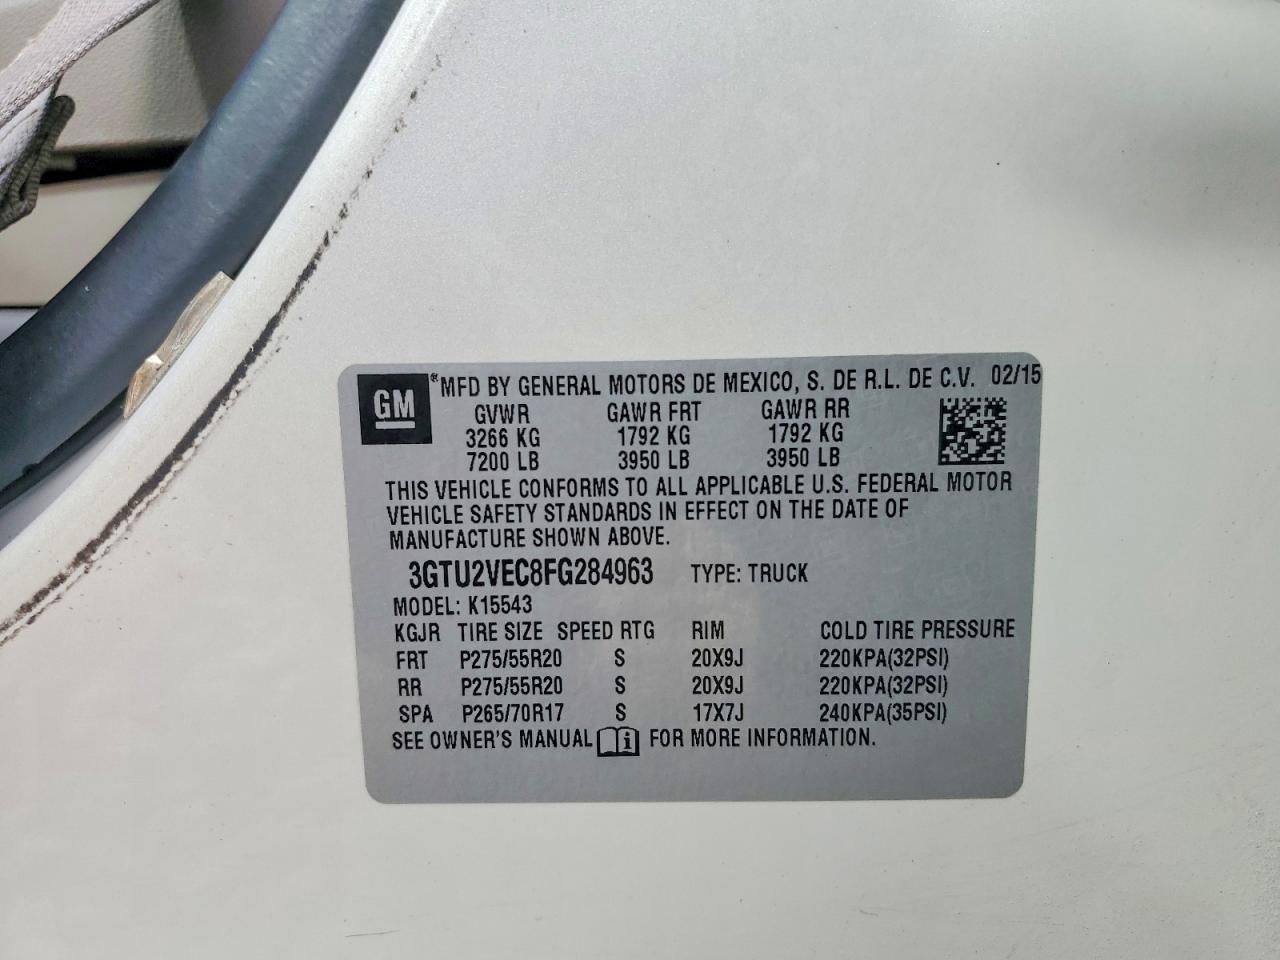 GM
*MFD BY GENERAL MOTORS DE MEXICO, S. DE R.L. DE C.V. 02/15
GVWR GAWR FRT GAWR RR
3266 KG 1792 KG 1792 KG
7200 LB 3950 LB 3950 LB
THIS VEHICLE CONFORMS TO ALL APPLICABLE U.S. FEDERAL MOTOR
VEHICLE SAFETY STANDARDS IN EFFECT ON THE DATE OF
MANUFACTURE SHOWN ABOVE.
3GTU2VEC8FG284963 TYPE: TRUCK
MODEL: K15543
KGJR TIRE SIZE SPEED RTG RIM COLD TIRE PRESSURE
FRT P275/55R20 S 20X9J 220KPA(32PSI)
RR P275/55R20 S 20X9J 220KPA(32PSI)
SPA P265/70R17 S 17X7J 240KPA(35PSI)
SEE OWNER'S MANUAL i FOR MORE INFORMATION.